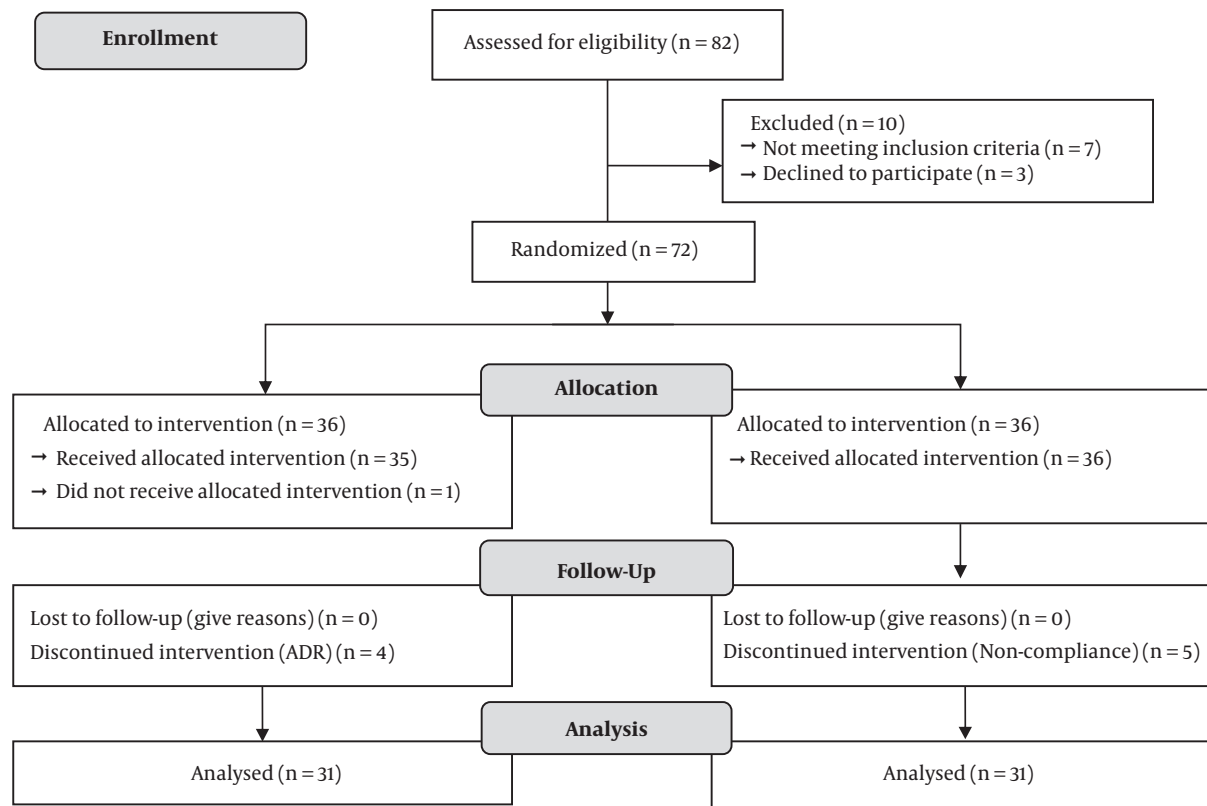 Enrollment
Assessed for eligibility (n = 82)
Excluded (n = 10)
→ Not meeting inclusion criteria (n = 7)
→ Declined to participate (n = 3)
Randomized (n = 72)
Allocation
Allocated to intervention (n = 36)
→ Received allocated intervention (n = 35)
→ Did not receive allocated intervention (n = 1)
Allocated to intervention (n = 36)
→ Received allocated intervention (n = 36)
Follow-Up
Lost to follow-up (give reasons) (n = 0)
Discontinued intervention (ADR) (n = 4)
Lost to follow-up (give reasons) (n = 0)
Discontinued intervention (Non-compliance) (n = 5)
Analysis
Analysed (n = 31)
Analysed (n = 31)